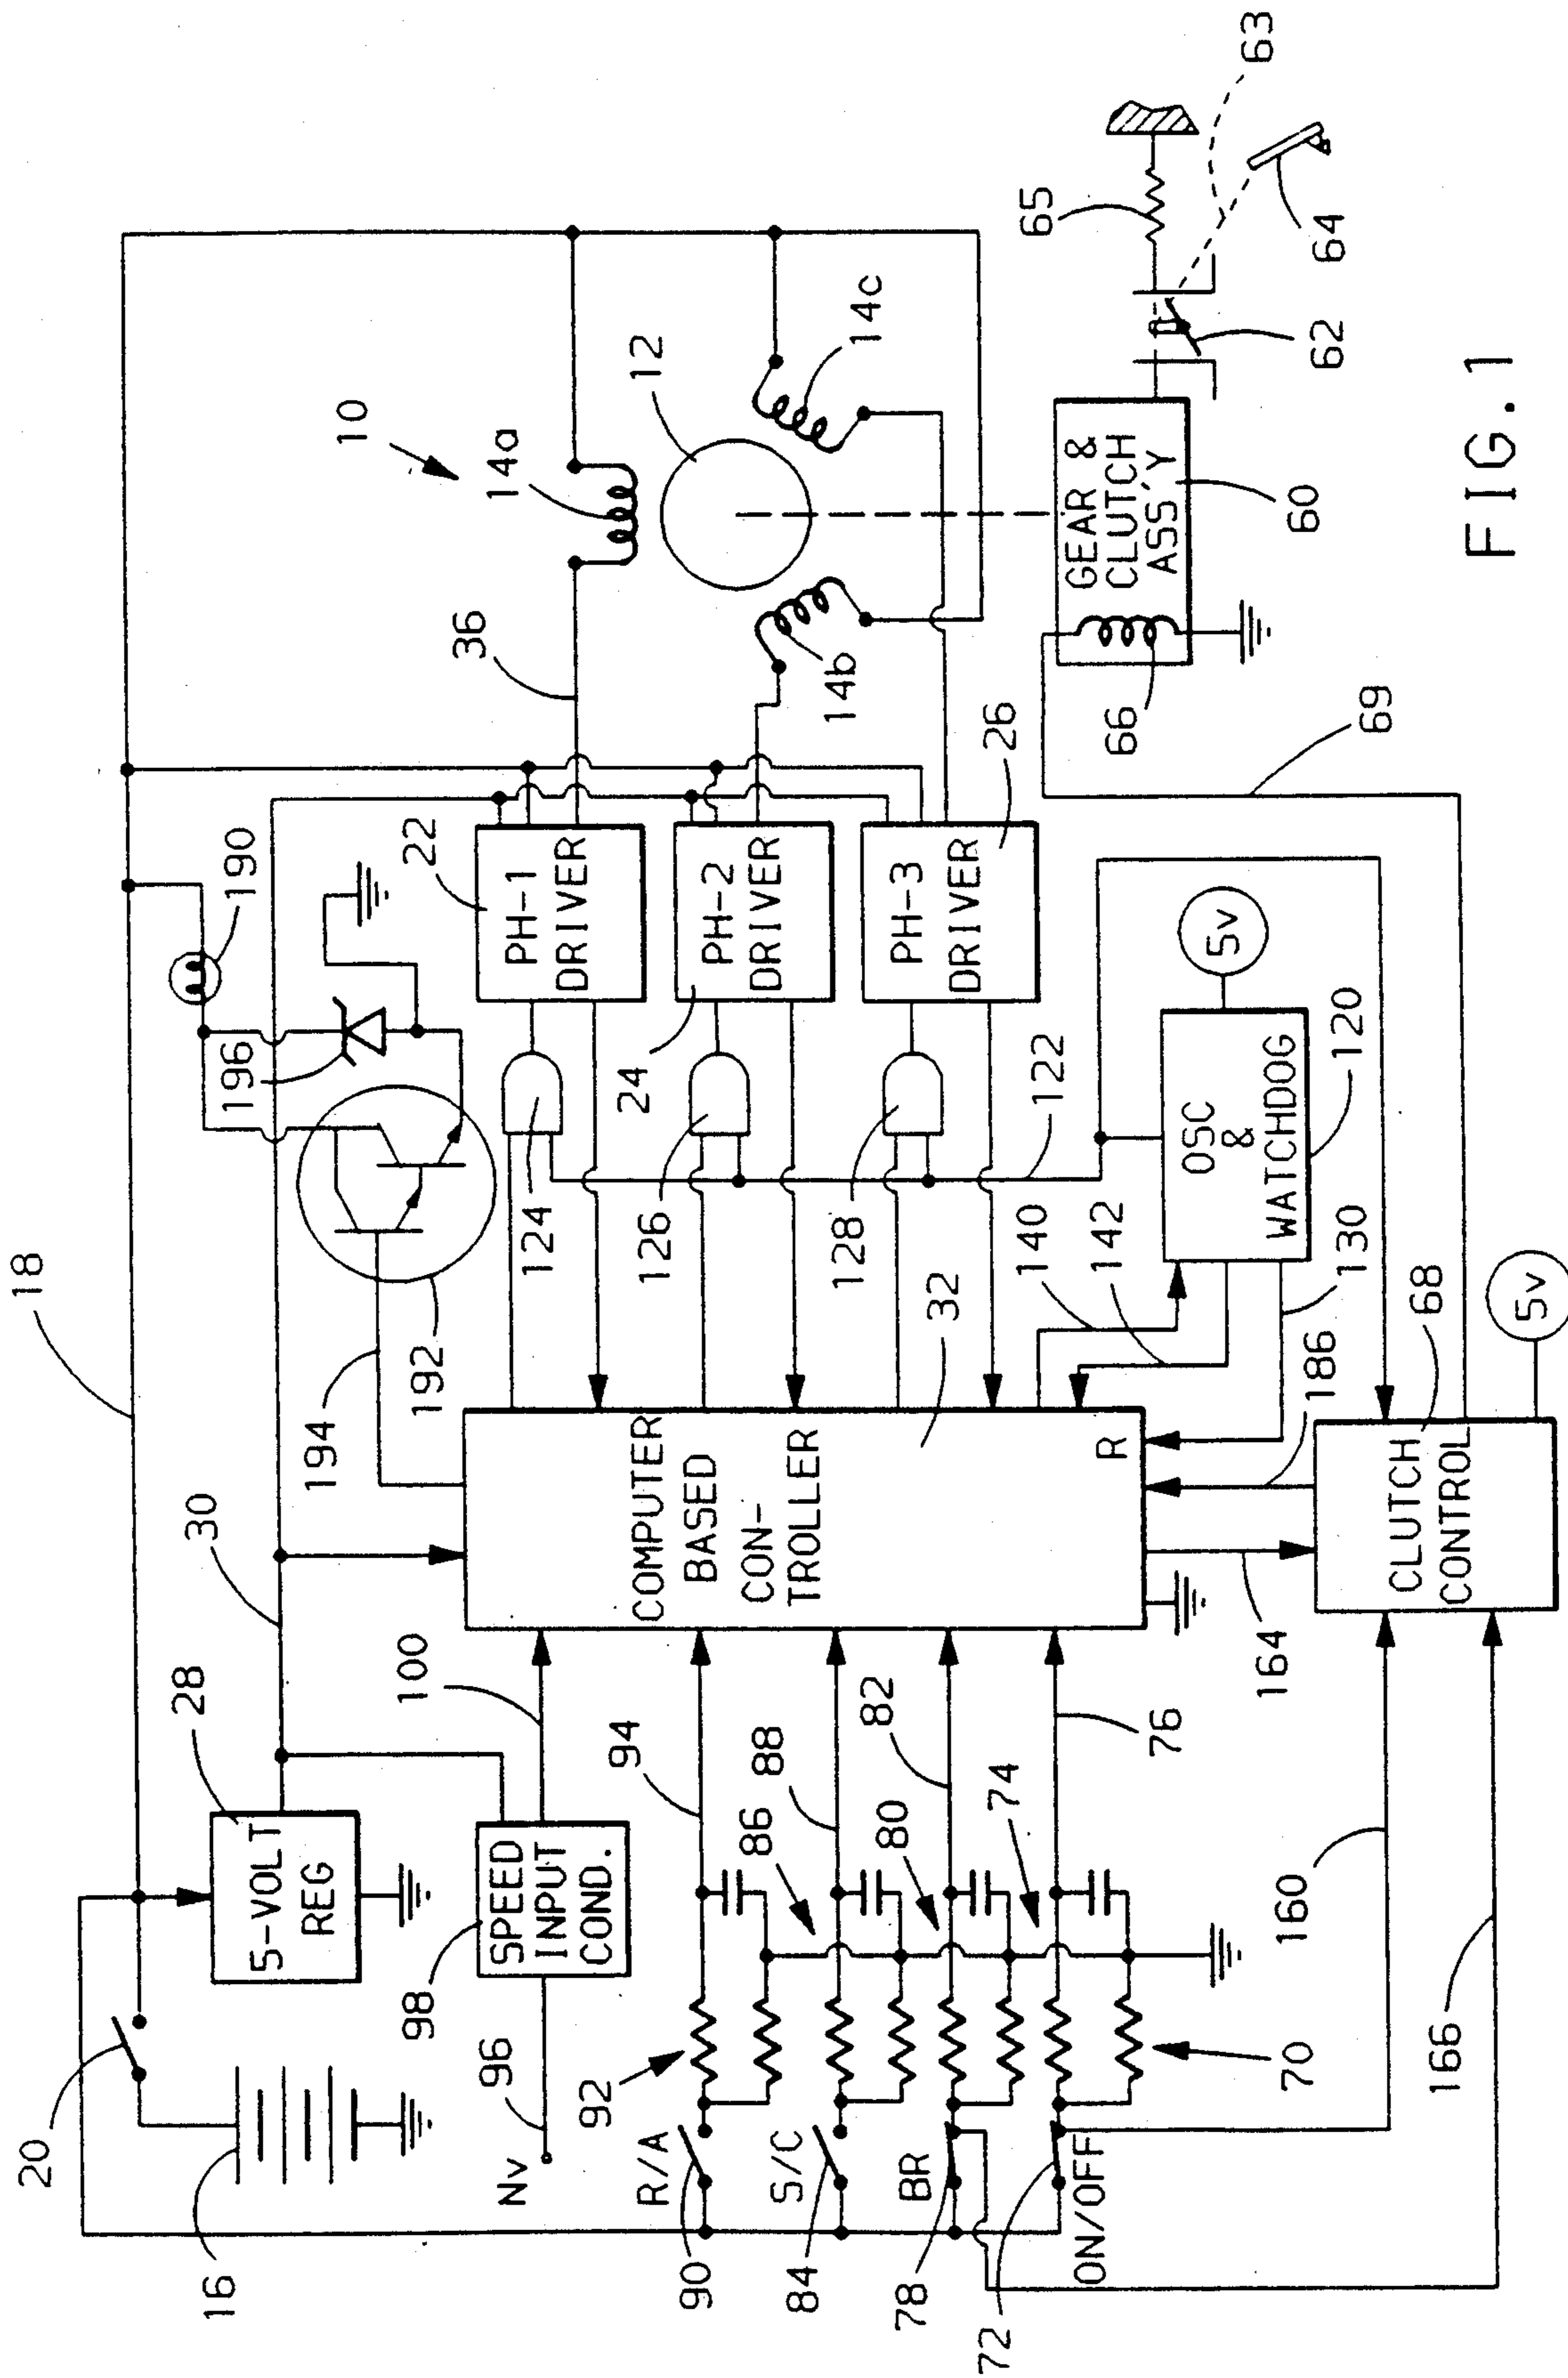 18
20
16
30
28
5-VOLT
REG
194
192
196
190
10
12
14a
14b
14c
36
22
PH-1
DRIVER
24
PH-2
DRIVER
26
PH-3
DRIVER
124
126
128
122
Nv
96
98
SPEED
INPUT
COND.
100
COMPUTER
BASED
CON-
TROLLER
R
32
R/A
90
92
94
S/C
84
86
88
BR
78
80
82
ON/OFF
72
70
74
76
140
142
130
186
164
OSC
&
WATCHDOG
120
5v
160
166
CLUTCH
CONTROL
68
5v
69
66
GEAR &
CLUTCH
ASS'Y
60
62
65
63
64
FIG. 1